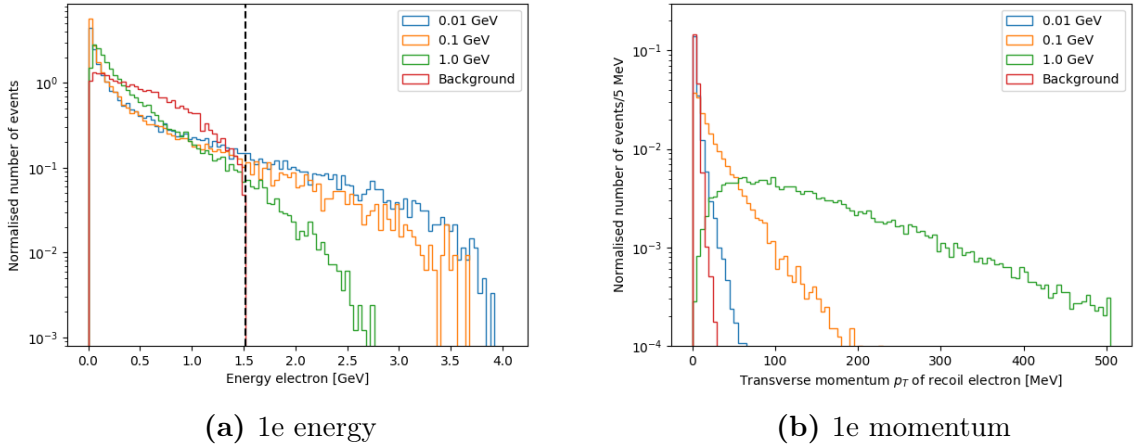 0.01 GeV
0.1 GeV
1.0 GeV
Background
Normalised number of events
10⁰
10⁻¹
10⁻²
10⁻³
0.0 0.5 1.0 1.5 2.0 2.5 3.0 3.5 4.0
Energy electron [GeV]
(a) 1e energy
0.01 GeV
0.1 GeV
1.0 GeV
Background
Normalised number of events/5 MeV
10⁻¹
10⁻²
10⁻³
10⁻⁴
0 100 200 300 400 500
Transverse momentum p_T of recoil electron [MeV]
(b) 1e momentum